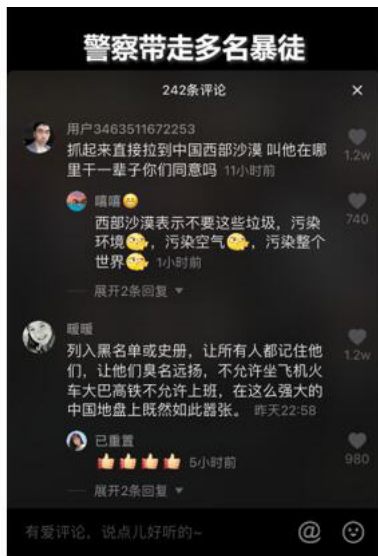 警察带走多名暴徒
242条评论
用户3463511672253
抓起来直接拉到中国西部沙漠 叫他在哪
里干一辈子你们同意吗 11小时前
1.2w
嘻嘻😁
西部沙漠表示不要这些垃圾，污染
环境🤧，污染空气🤧，污染整个
世界🤧 1小时前
740
展开2条回复
暖暖
列入黑名单或史册，让所有人都记住他
们，让他们臭名远扬，不允许坐飞机火
车大巴高铁不允许上班，在这么强大的
中国地盘上既然如此嚣张。 昨天22:58
1.2w
已重置
👍👍👍👍 5小时前
980
展开2条回复
有爱评论，说点儿好听的~
@